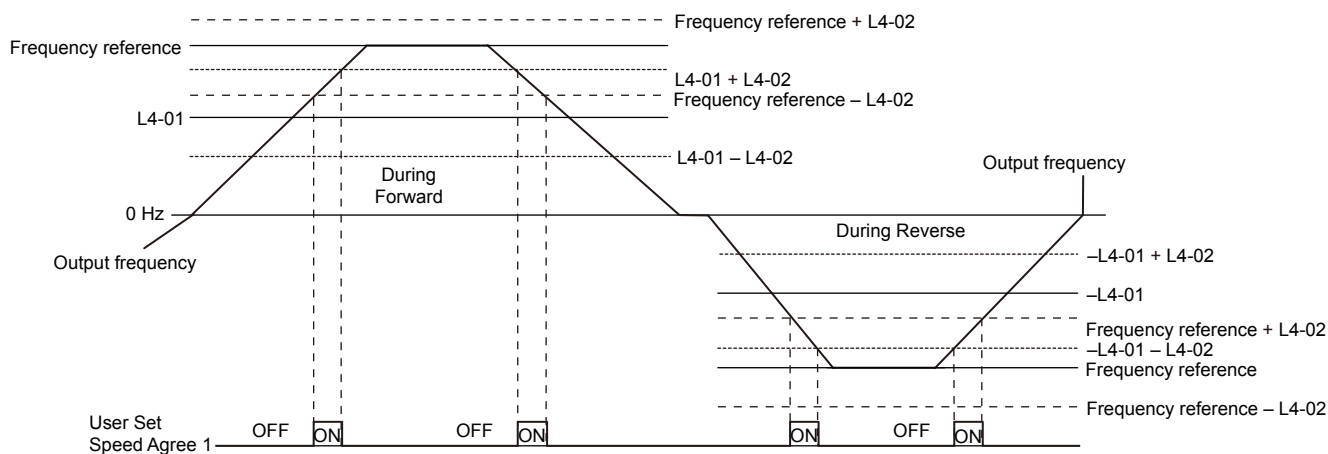 Frequency reference + L4-02
Frequency reference
L4-01 + L4-02
Frequency reference – L4-02
L4-01
L4-01 – L4-02
During
Forward
Output frequency
0 Hz
During Reverse
Output frequency
–L4-01 + L4-02
–L4-01
Frequency reference + L4-02
–L4-01 – L4-02
Frequency reference
Frequency reference – L4-02
User Set
Speed Agree 1
OFF
ON
OFF
ON
ON
OFF
ON